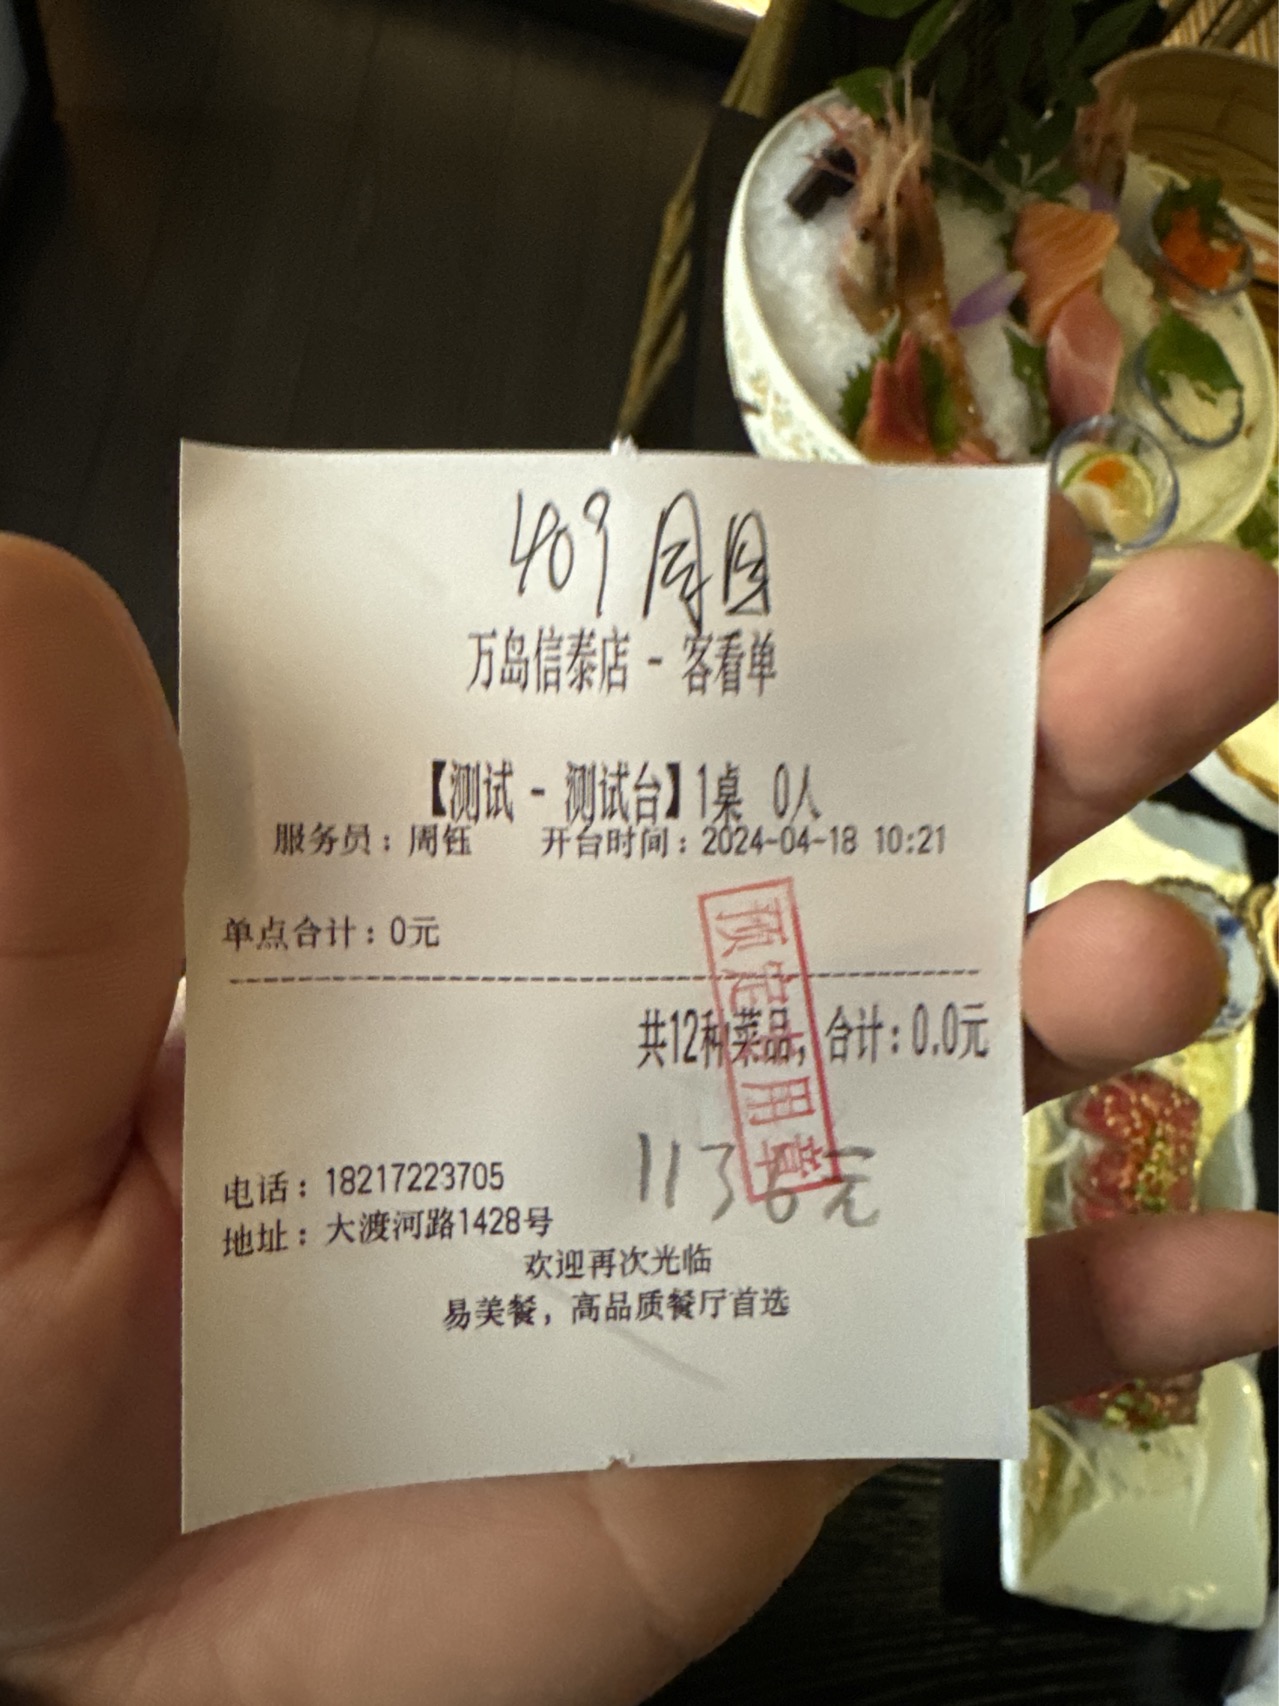 409
万岛信泰店 - 客看单
【测试 - 测试台】1桌 0人
服务员：周钰 开台时间：2024-04-18 10:21
单点合计：0元
共12种菜品，合计：0.0元
预定专用章
1136元
电话：18217223705
地址：大渡河路1428号
欢迎再次光临
易美餐，高品质餐厅首选